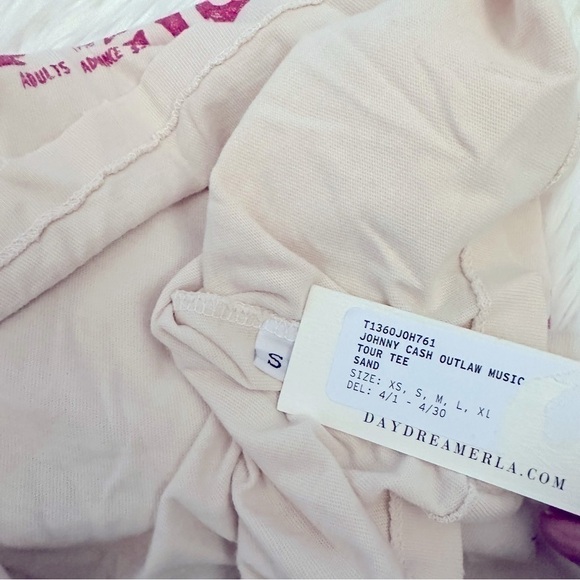 ADULTS ADVANCE
S
T1360JOH761
JOHNNY CASH OUTLAW MUSIC
TOUR TEE
SAND
SIZE: XS, S, M, L, XL
DEL: 4/1 - 4/30
DAYDREAMERLA.COM